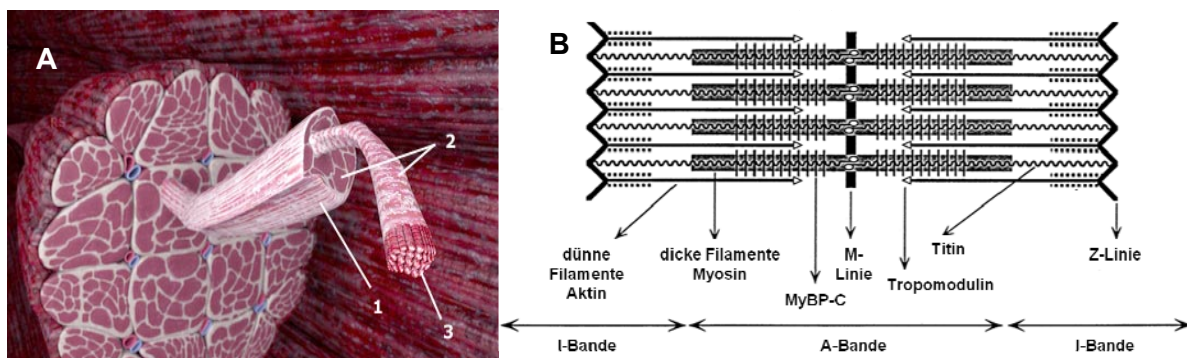 A
1
2
3
B
dünne
Filamente
Aktin
dicke Filamente
Myosin
MyBP-C
M-
Linie
Tropomodulin
Titin
Z-Linie
I-Bande
A-Bande
I-Bande